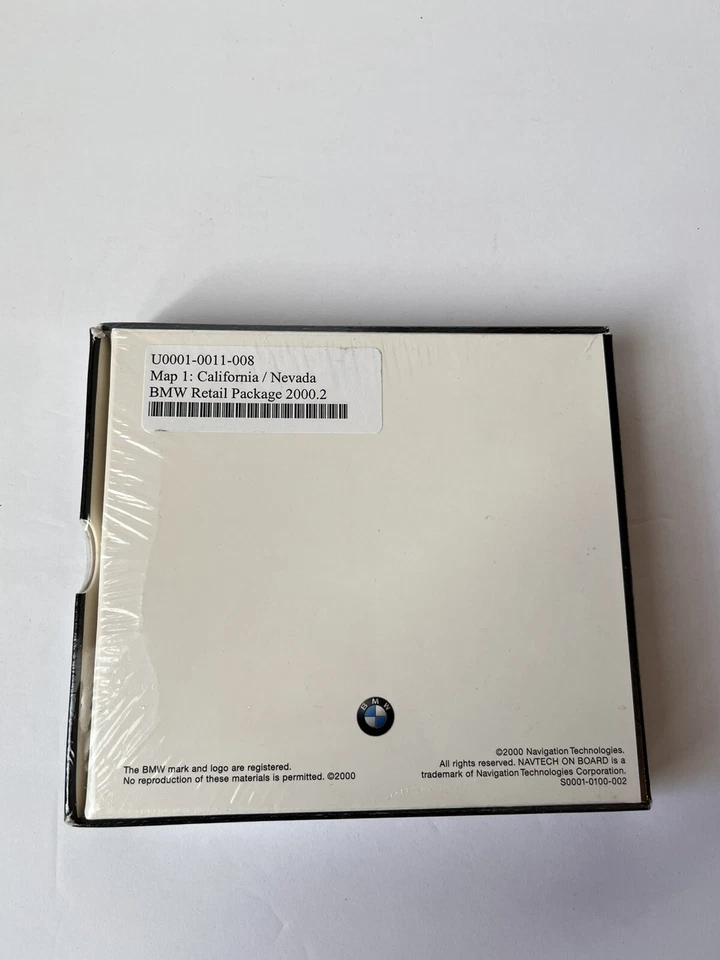 U0001-0011-008
Map 1: California / Nevada
BMW Retail Package 2000.2
BMW
The BMW mark and logo are registered.
No reproduction of these materials is permitted. ©2000
©2000 Navigation Technologies.
All rights reserved. NAVTECH ON BOARD is a
trademark of Navigation Technologies Corporation.
S0001-0100-002